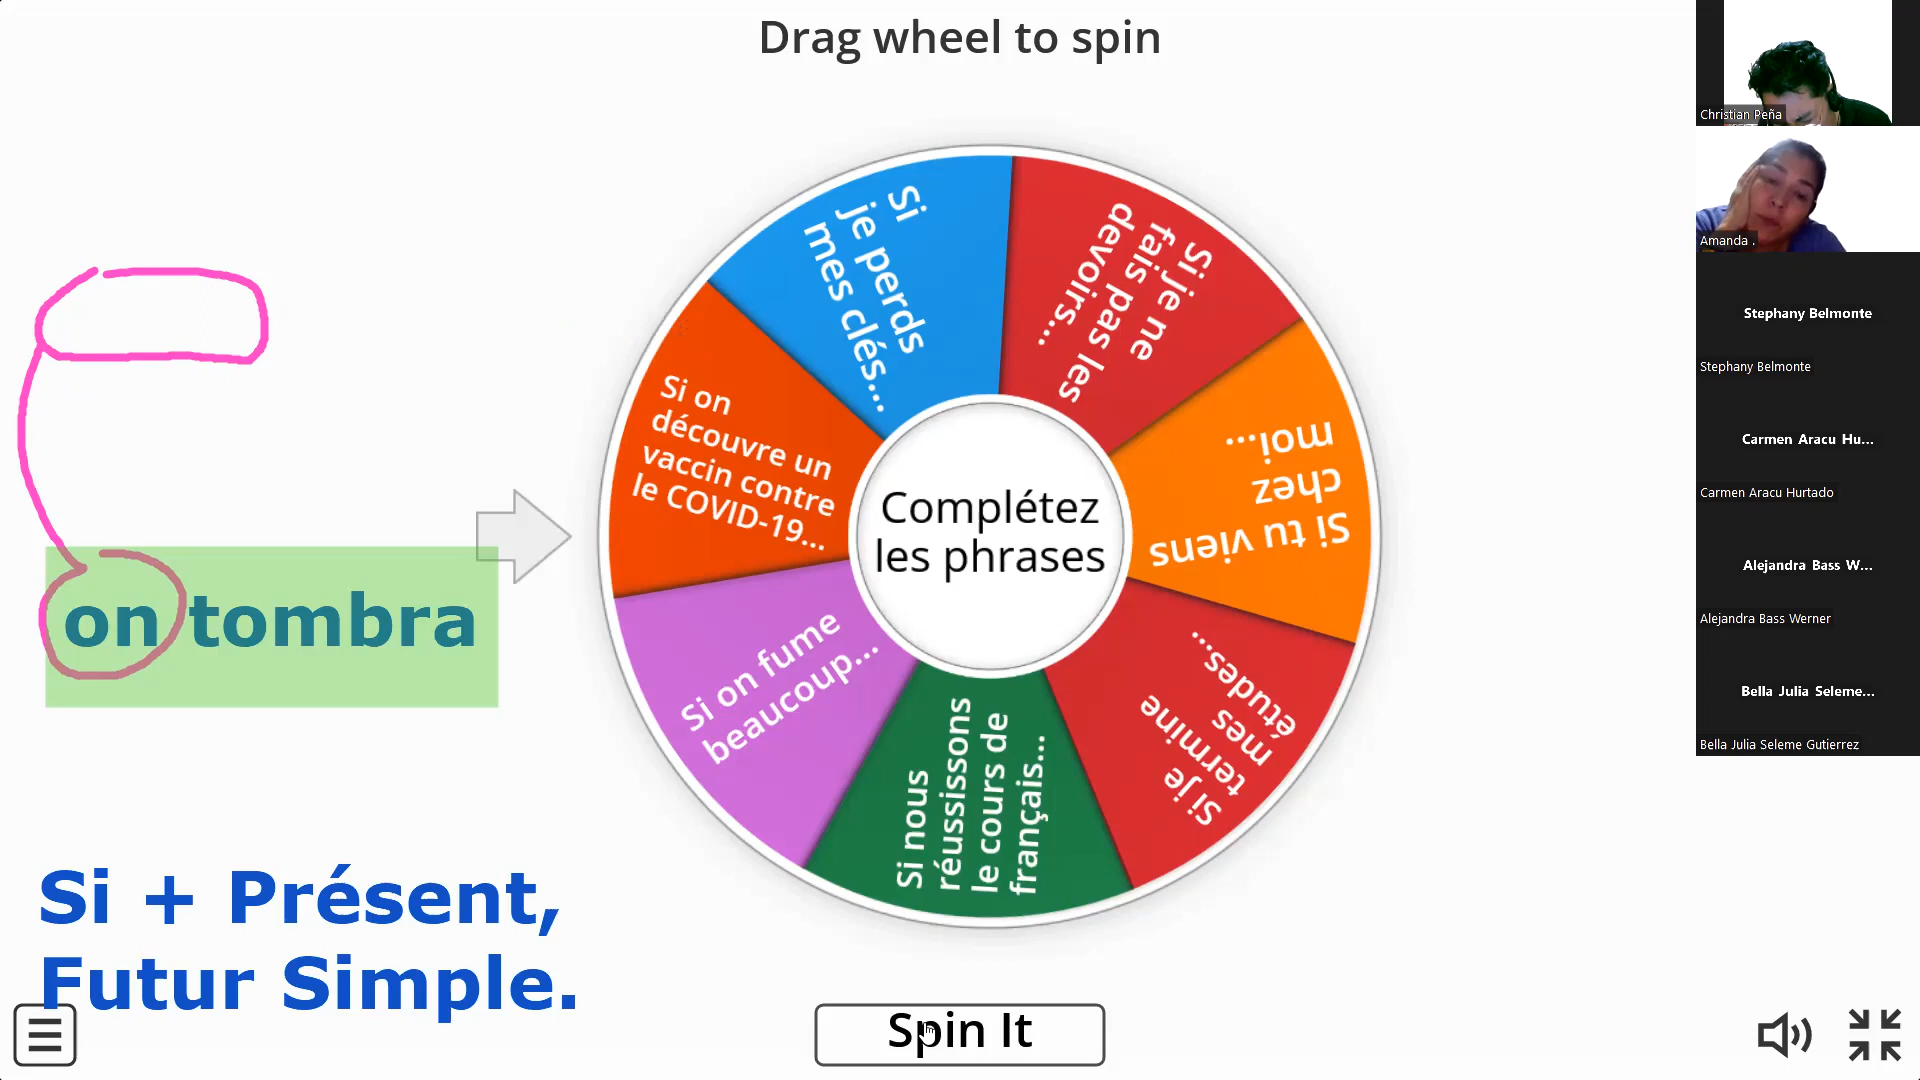 Drag wheel to spin
Si
je perds
mes clés...
Si je ne
fais pas les
devoirs...
Si on
découvre un
vaccin contre
le COVID-19...
Si tu viens
chez
moi...
Complétez
les phrases
on tombra
Si on fume
beaucoup...
Si nous
réussissons
le cours de
français...
Si je
termine
mes
études...
Si + Présent,
Futur Simple.
Spin It
Christian Peña
Amanda .
Stephany Belmonte
Stephany Belmonte
Carmen Aracu Hu...
Carmen Aracu Hurtado
Alejandra Bass W...
Alejandra Bass Werner
Bella Julia Seleme...
Bella Julia Seleme Gutierrez